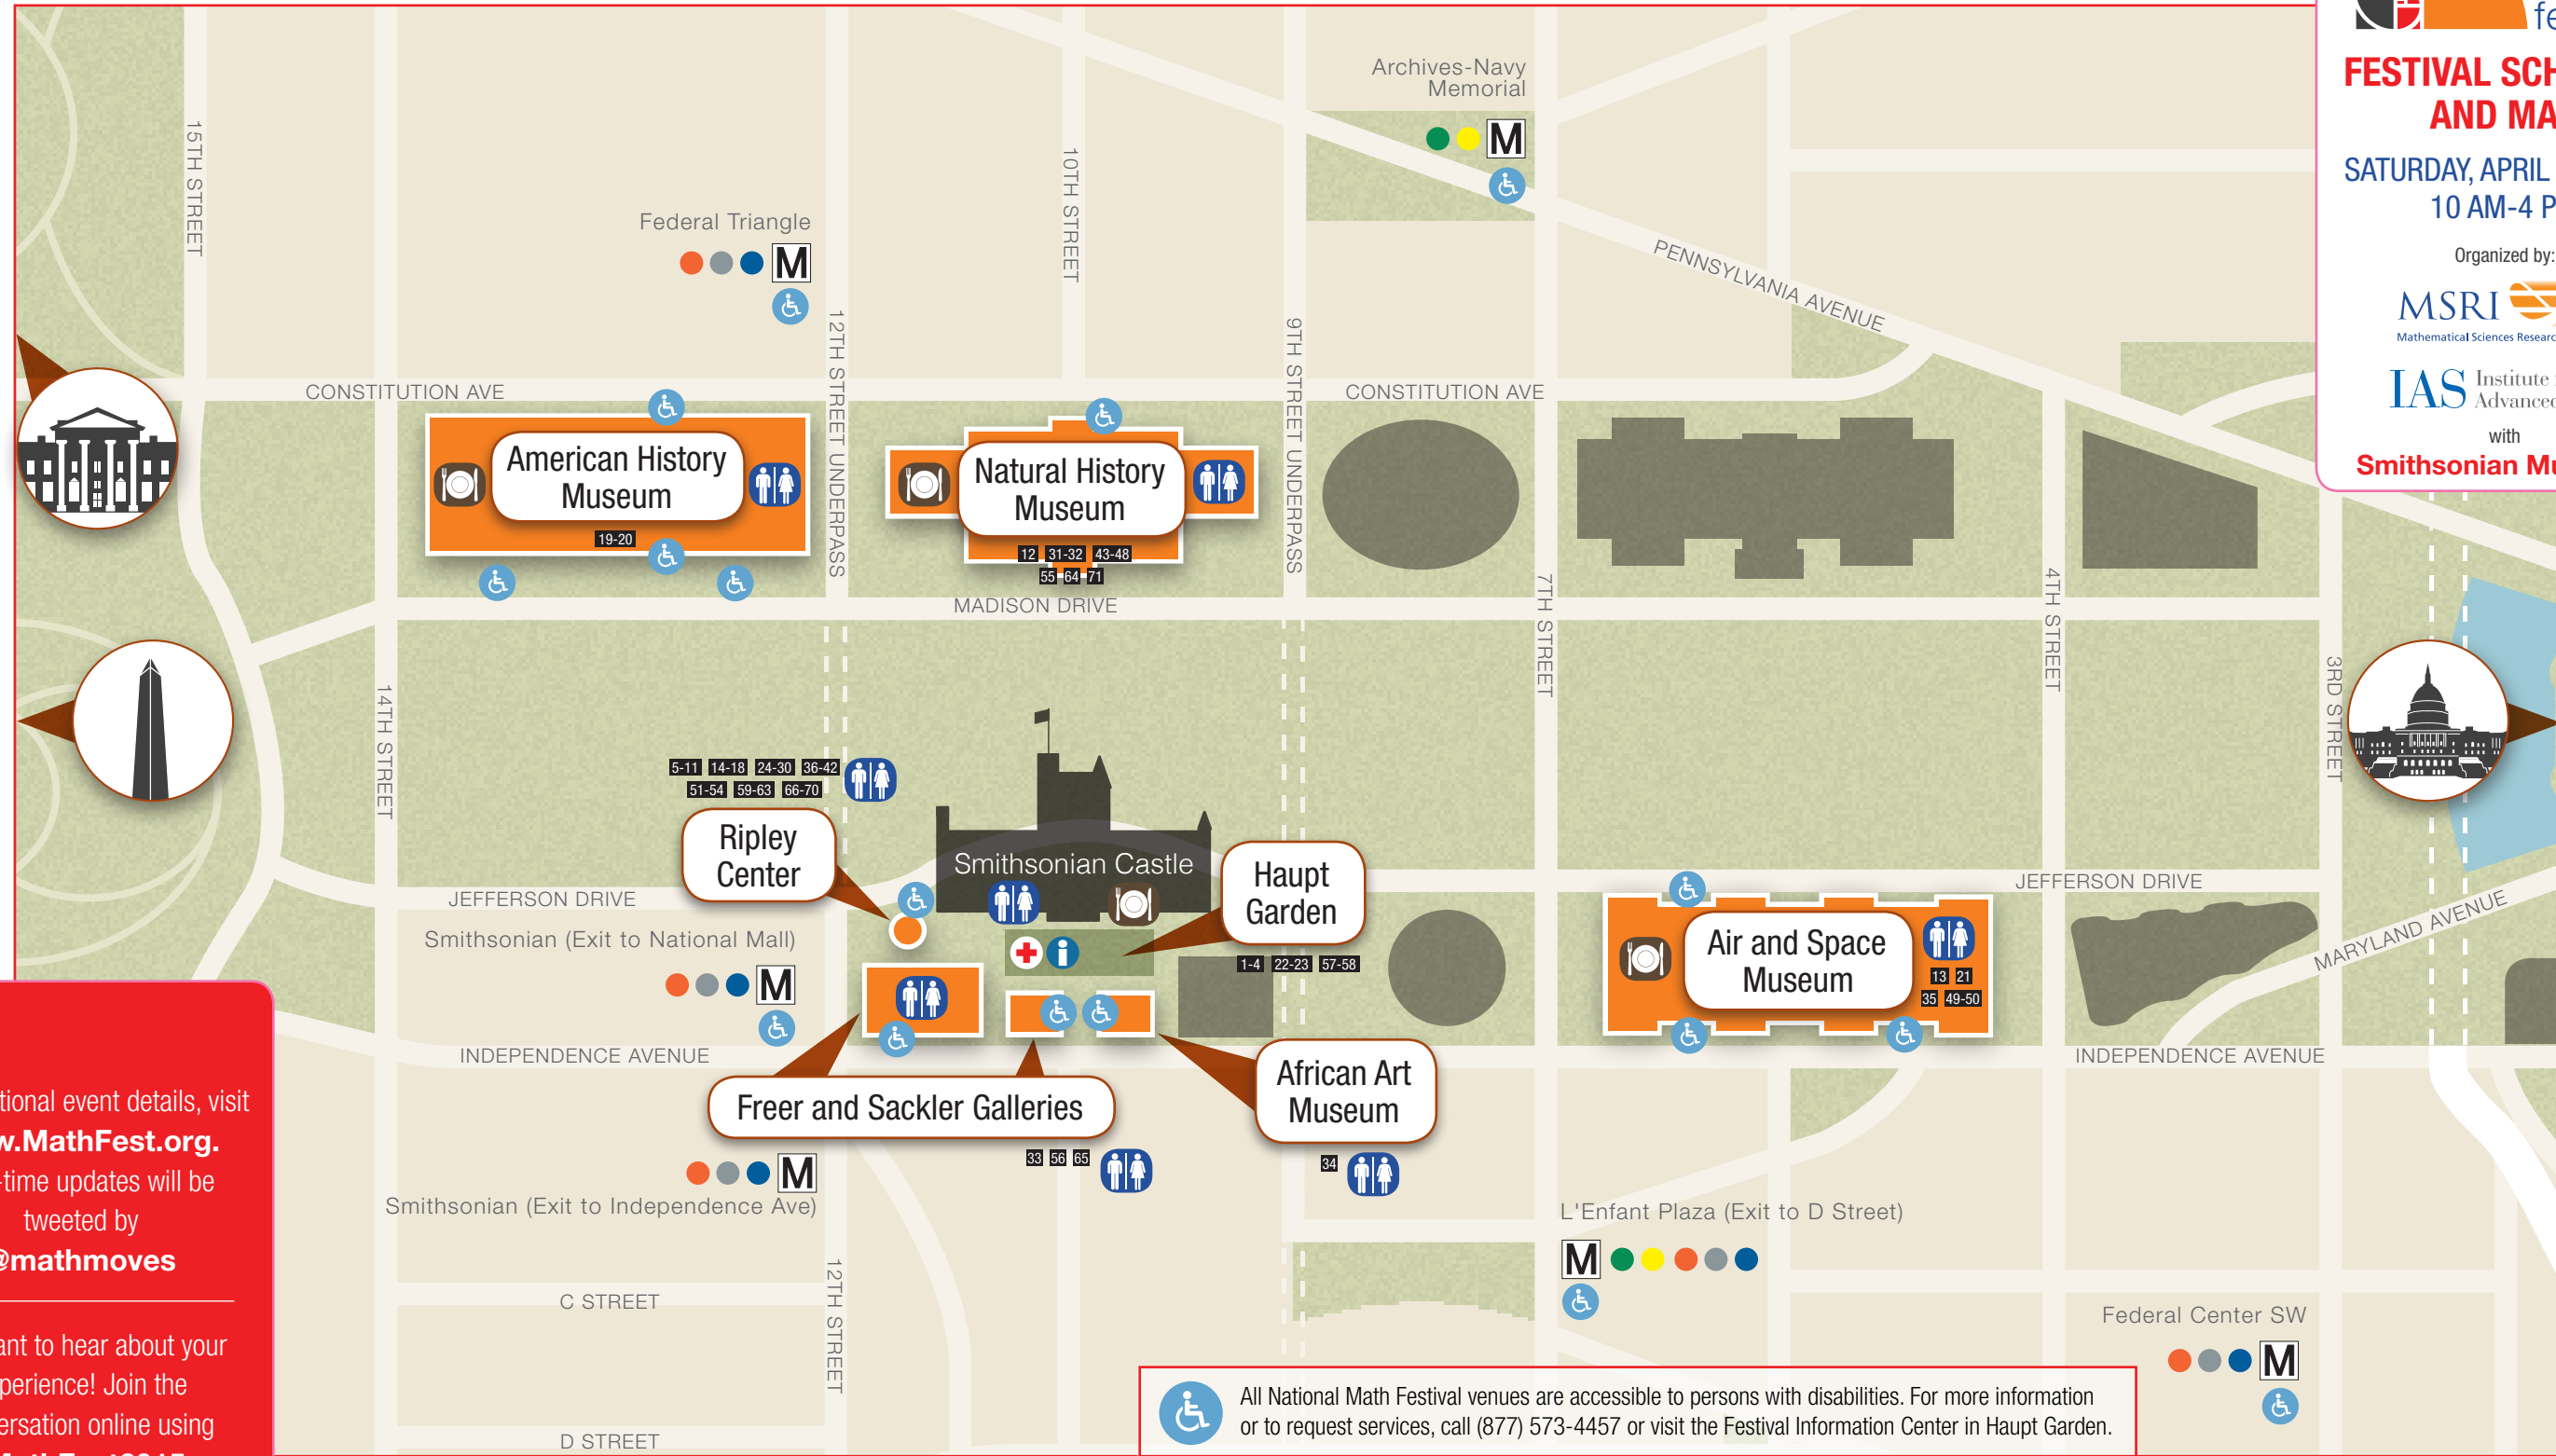 fe
FESTIVAL SCH
AND MA
SATURDAY, APRIL
10 AM-4 P
Organized by:
MSRI
Mathematical Sciences Researc
IAS Institute
Advanced
with
Smithsonian Mu
Archives-Navy
Memorial
M
15TH STREET
10TH STREET
Federal Triangle
M
PENNSYLVANIA AVENUE
12TH STREET UNDERPASS
9TH STREET UNDERPASS
CONSTITUTION AVE
CONSTITUTION AVE
American History
Museum
19-20
Natural History
Museum
12 31-32 43-48
55 64 71
MADISON DRIVE
7TH STREET
4TH STREET
3RD STREET
14TH STREET
5-11 14-18 24-30 36-42
51-54 59-63 66-70
Ripley
Center
Smithsonian Castle
Haupt
Garden
1-4 22-23 57-58
JEFFERSON DRIVE
JEFFERSON DRIVE
MARYLAND AVENUE
Smithsonian (Exit to National Mall)
M
i
Air and Space
Museum
13 21
35 49-50
INDEPENDENCE AVENUE
INDEPENDENCE AVENUE
Freer and Sackler Galleries
33 56 65
African Art
Museum
34
M
Smithsonian (Exit to Independence Ave)
L'Enfant Plaza (Exit to D Street)
M
12TH STREET
C STREET
D STREET
Federal Center SW
M
tional event details, visit
w.MathFest.org.
-time updates will be
tweeted by
@mathmoves
ant to hear about your
perience! Join the
ersation online using
All National Math Festival venues are accessible to persons with disabilities. For more information
or to request services, call (877) 573-4457 or visit the Festival Information Center in Haupt Garden.